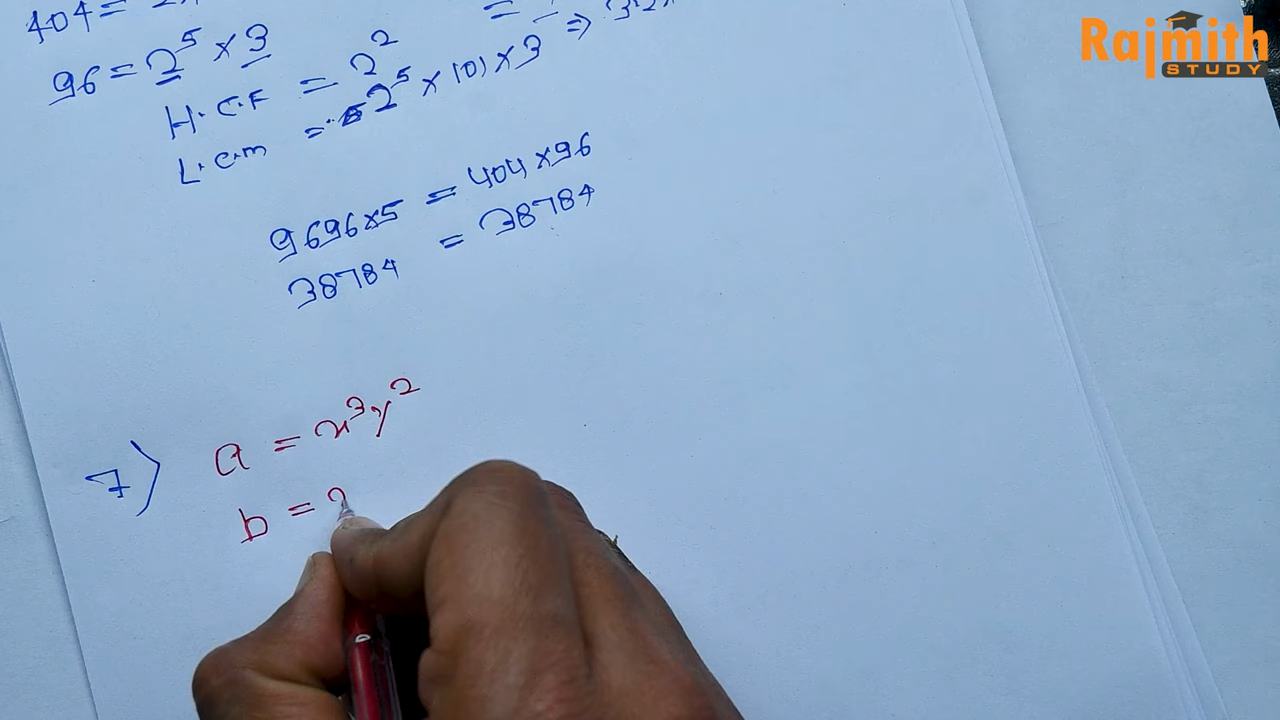 404 =
96 = 2⁵ × 3
H.C.F = 2²
L.C.M = 2⁵ × 101 × 3 ⇒
9696×5 = 404×96
38784 = 38784
7) a = x³y²
b =
Rajmith
STUDY